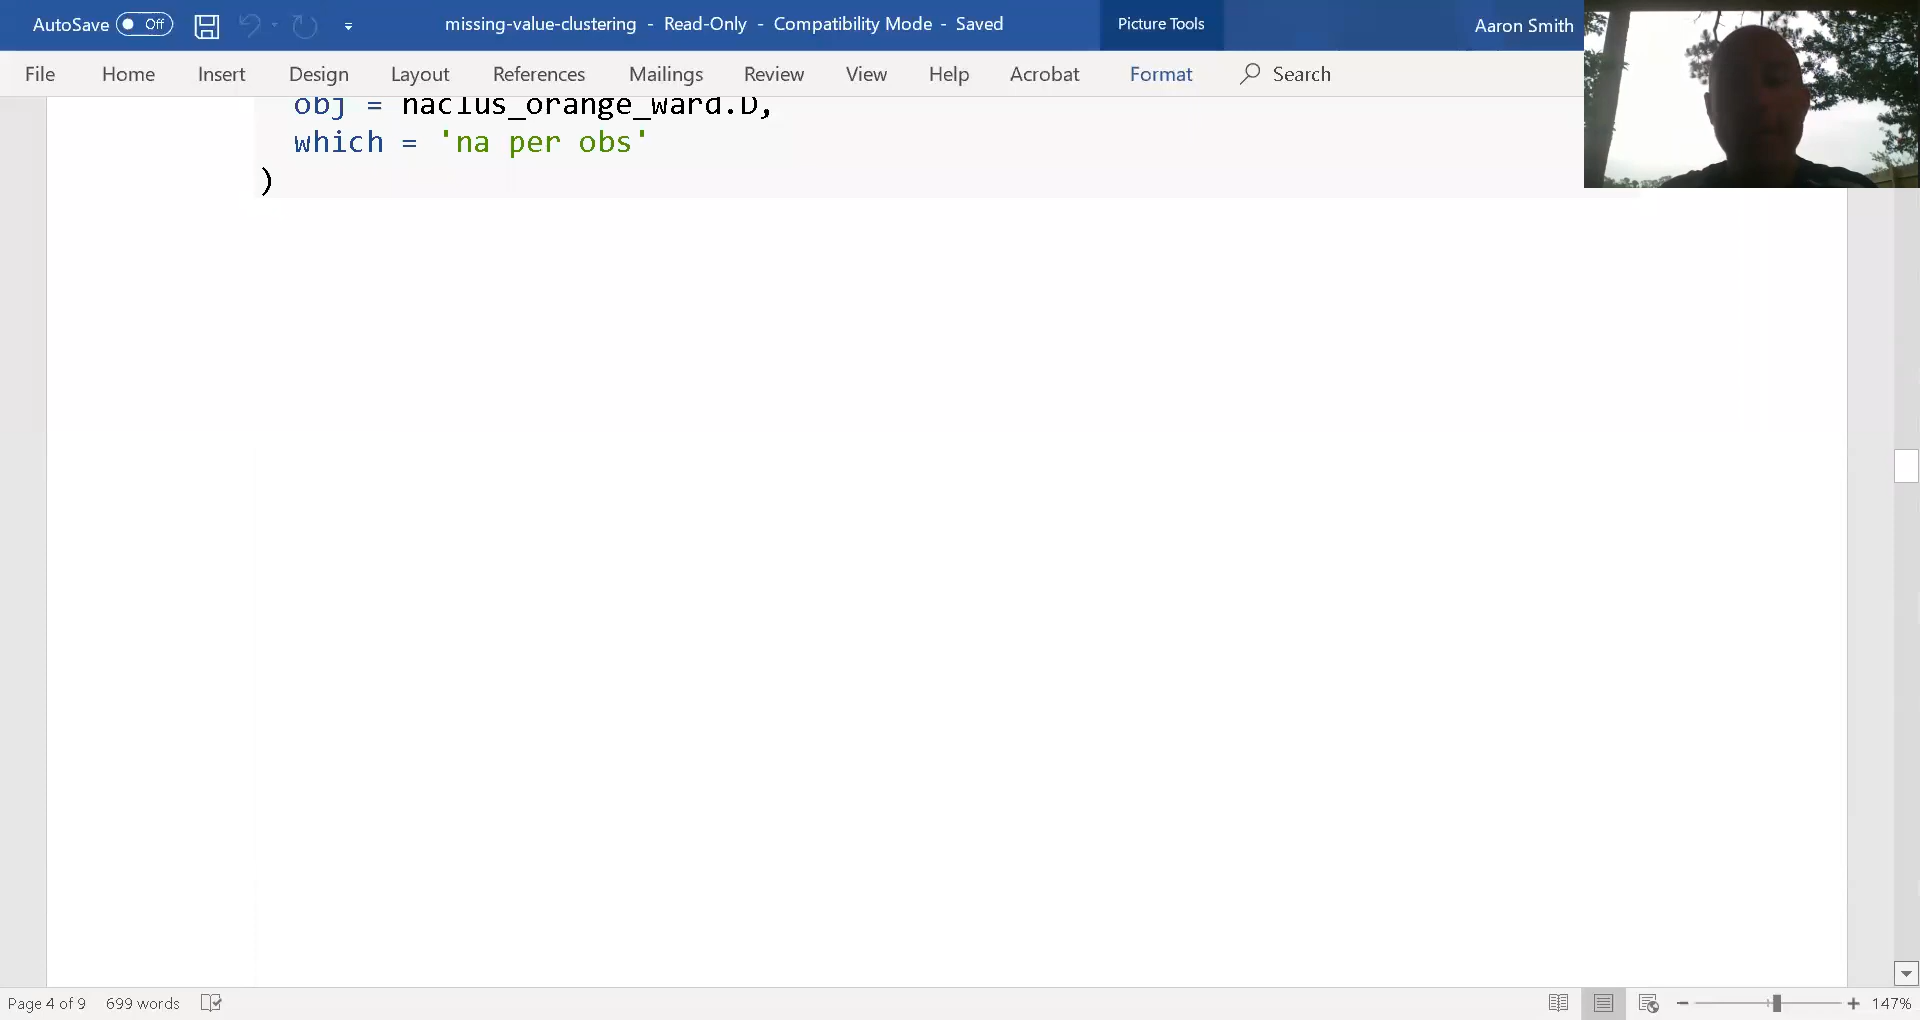 AutoSave Off missing-value-clustering - Read-Only - Compatibility Mode - Saved Picture Tools Aaron Smith
File Home Insert Design Layout References Mailings Review View Help Acrobat Format Search
obj = naclus_orange_ward.D,
which = 'na per obs'
)
Page 4 of 9 699 words 147%